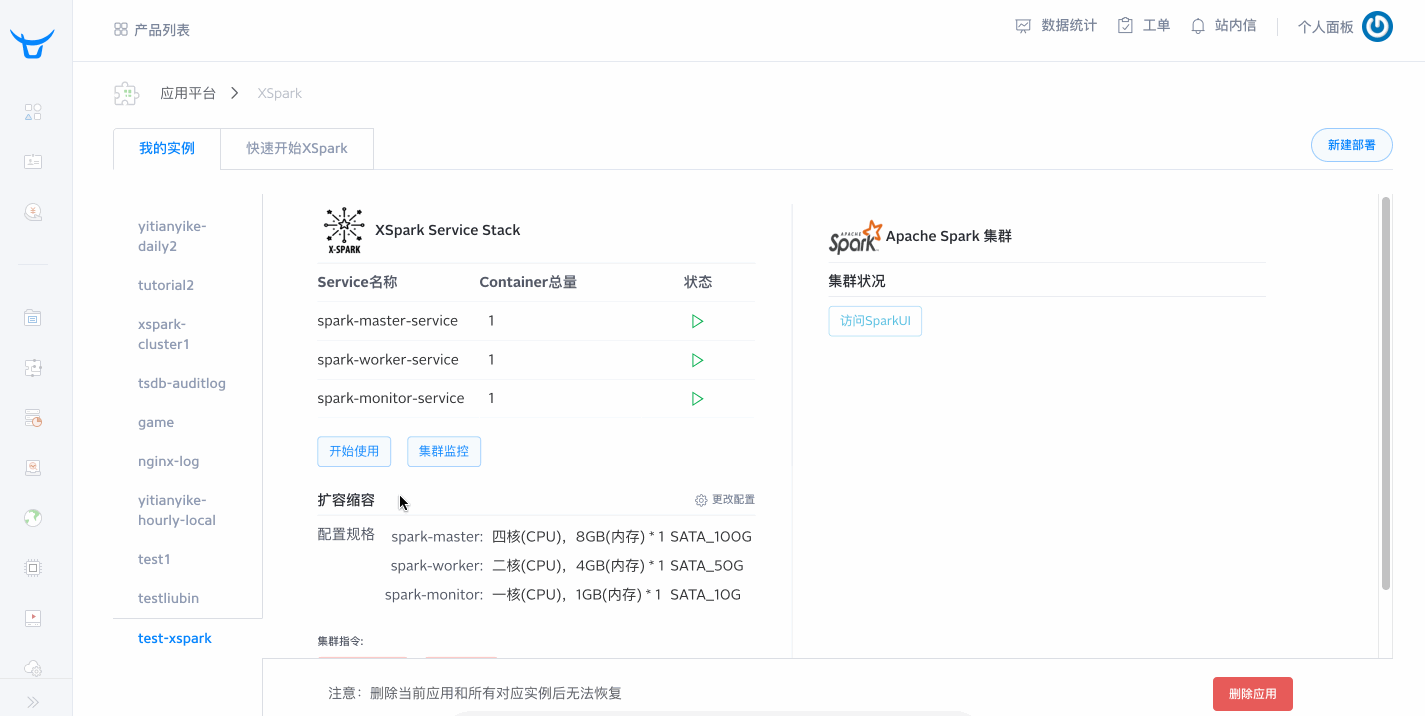 产品列表
数据统计
工单
站内信
个人面板
应用平台
XSpark
我的实例
快速开始XSpark
新建部署
yitianyike-
daily2
tutorial2
xspark-
cluster1
tsdb-auditlog
game
nginx-log
yitianyike-
hourly-local
test1
testliubin
test-xspark
X-SPARK
XSpark Service Stack
Service名称 Container总量 状态
spark-master-service 1
spark-worker-service 1
spark-monitor-service 1
开始使用
集群监控
扩容缩容
更改配置
配置规格
spark-master: 四核(CPU)，8GB(内存) * 1 SATA_100G
spark-worker: 二核(CPU)，4GB(内存) * 1 SATA_50G
spark-monitor: 一核(CPU)，1GB(内存) * 1 SATA_10G
集群指令:
APACHE
Spark
Apache Spark 集群
集群状况
访问SparkUI
注意：删除当前应用和所有对应实例后无法恢复
删除应用